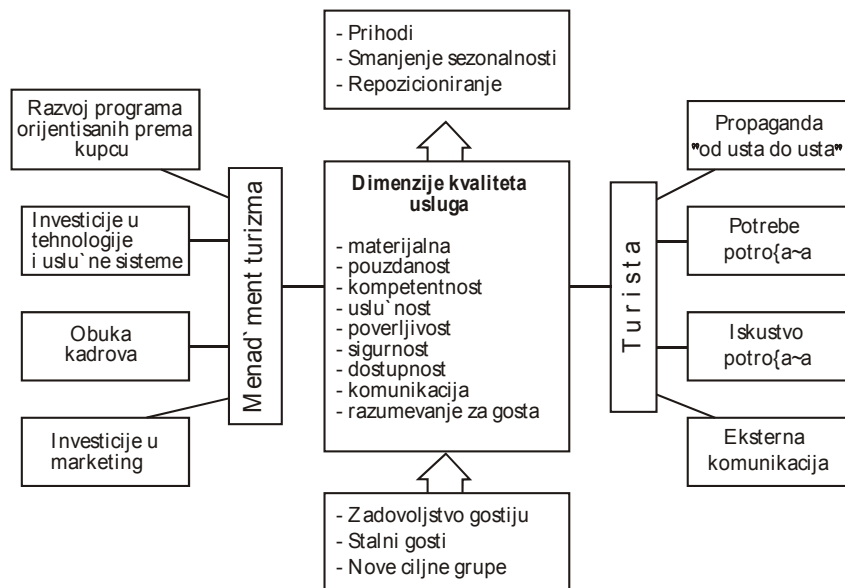 - Prihodi
- Smanjenje sezonalnosti
- Repozicioniranje
Razvoj programa
orijentisanih prema
kupcu
Investicije u
tehnologije
i uslu`ne sisteme
Obuka
kadrova
Investicije u
marketing
Menad`ment turizma
Dimenzije kvaliteta
usluga
- materijalna
- pouzdanost
- kompetentnost
- uslu`nost
- poverljivost
- sigurnost
- dostupnost
- komunikacija
- razumevanje za gosta
Turista
Propaganda
"od usta do usta"
Potrebe
potro{a~a
Iskustvo
potro{a~a
Eksterna
komunikacija
- Zadovoljstvo gostiju
- Stalni gosti
- Nove ciljne grupe